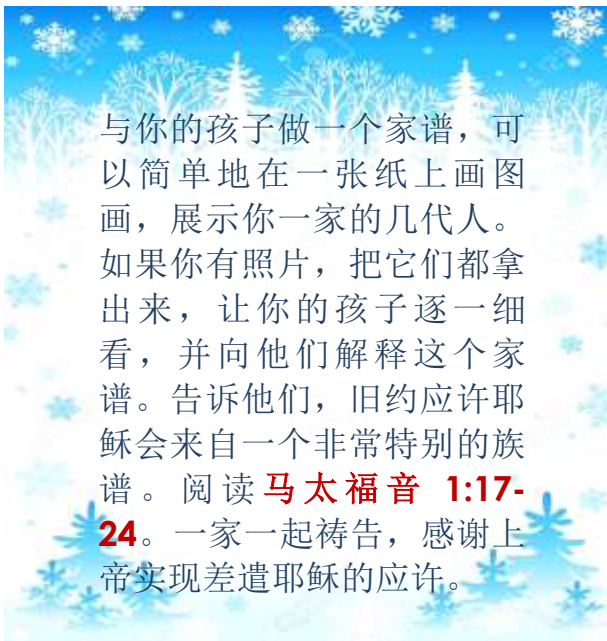 与你的孩子做一个家谱，可
以简单地在一张纸上画图
画，展示你一家的几代人。
如果你有照片，把它们都拿
出来，让你的孩子逐一细
看，并向他们解释这个家
谱。告诉他们，旧约应许耶
稣会来自一个非常特别的族
谱。阅读马太福音 1:17-
24。一家一起祷告，感谢上
帝实现差遣耶稣的应许。